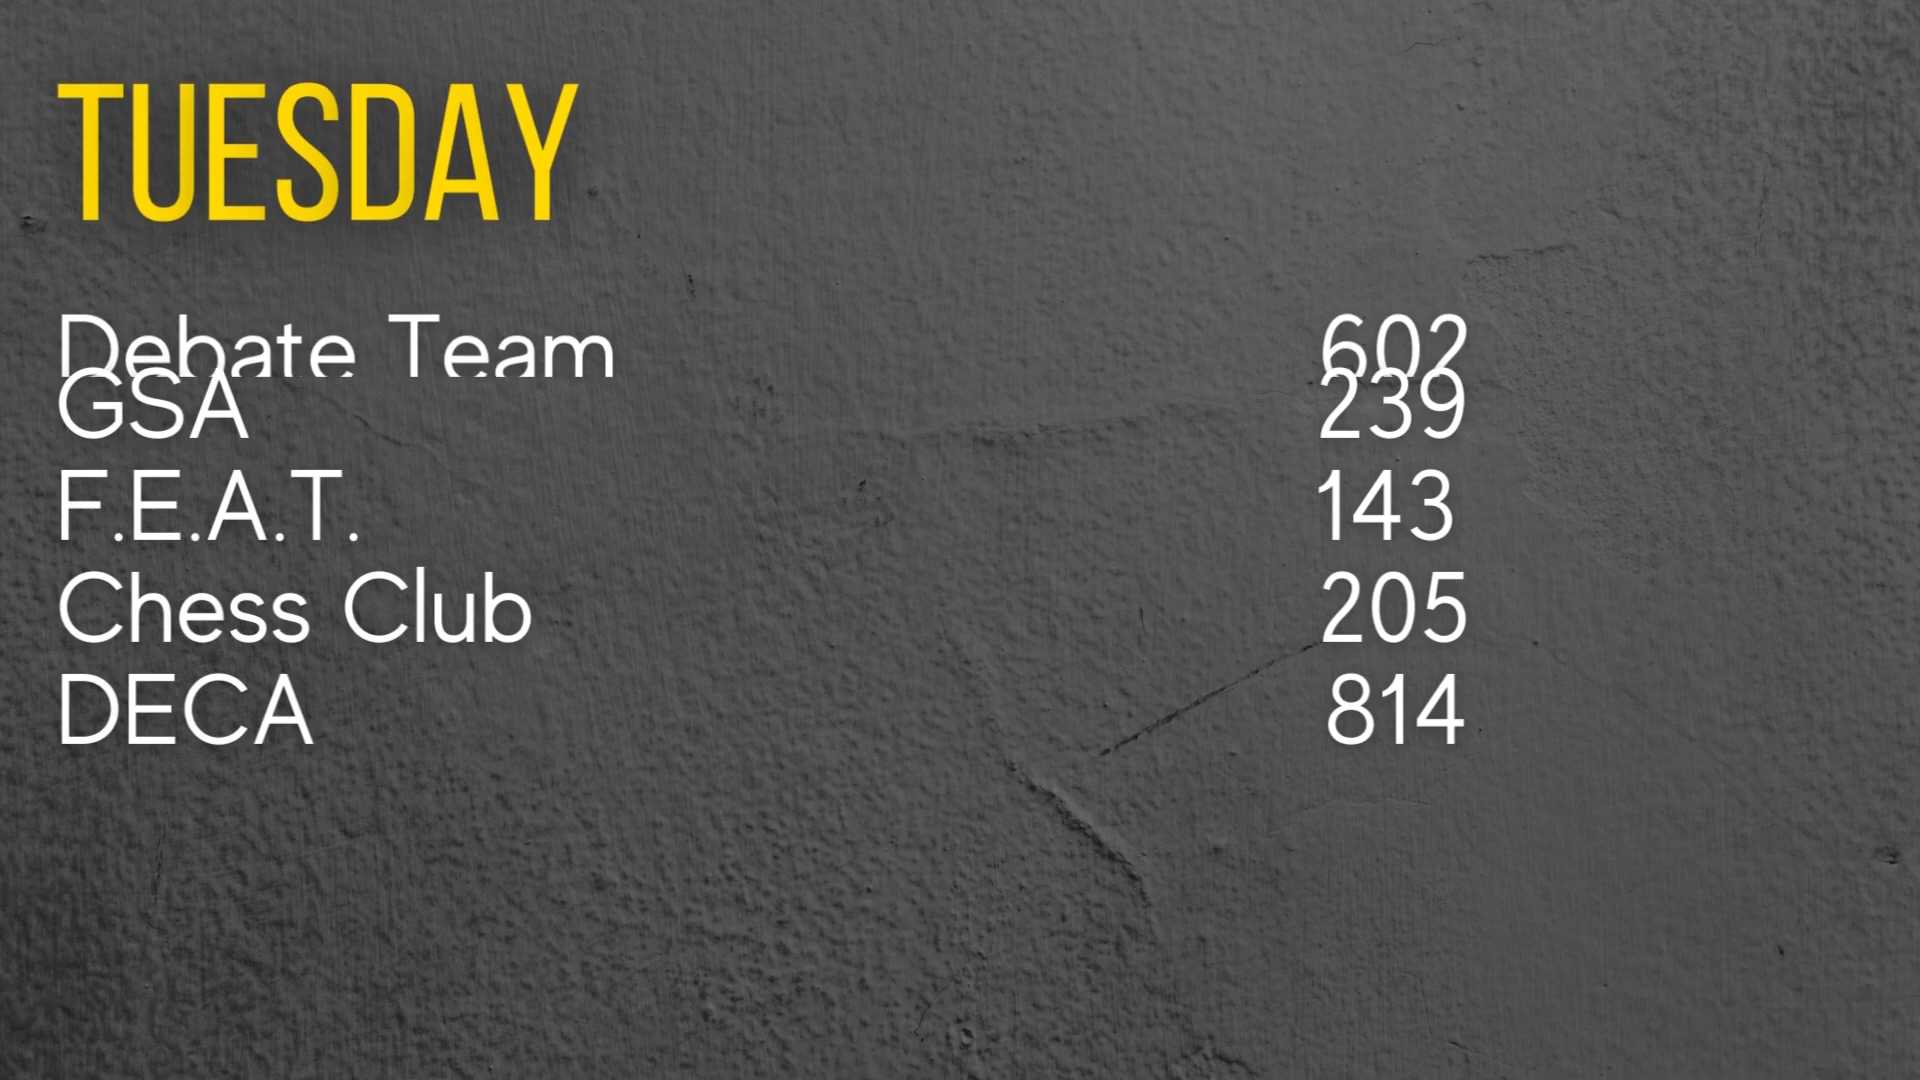 TUESDAY
Debate Team 602
GSA 239
F.E.A.T. 143
Chess Club 205
DECA 814